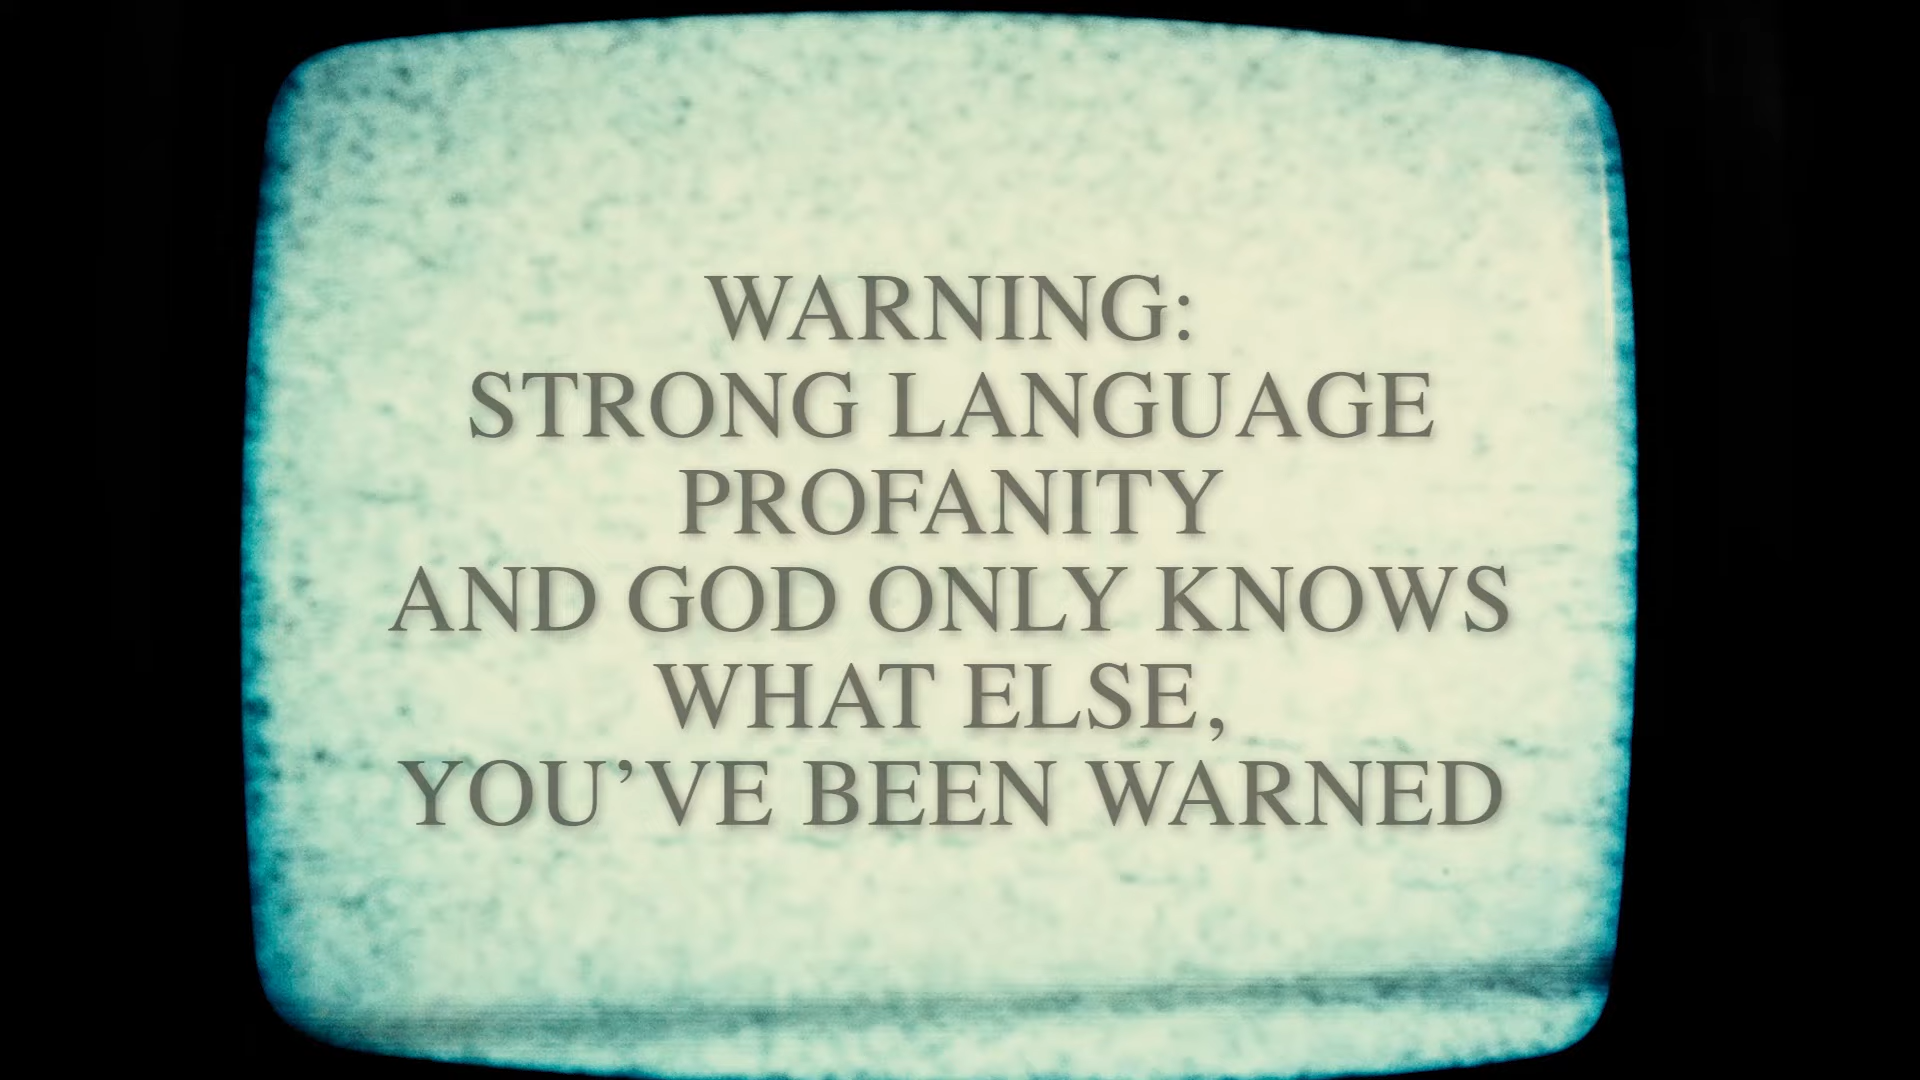 WARNING:
STRONG LANGUAGE
PROFANITY
AND GOD ONLY KNOWS
WHAT ELSE,
YOU’VE BEEN WARNED